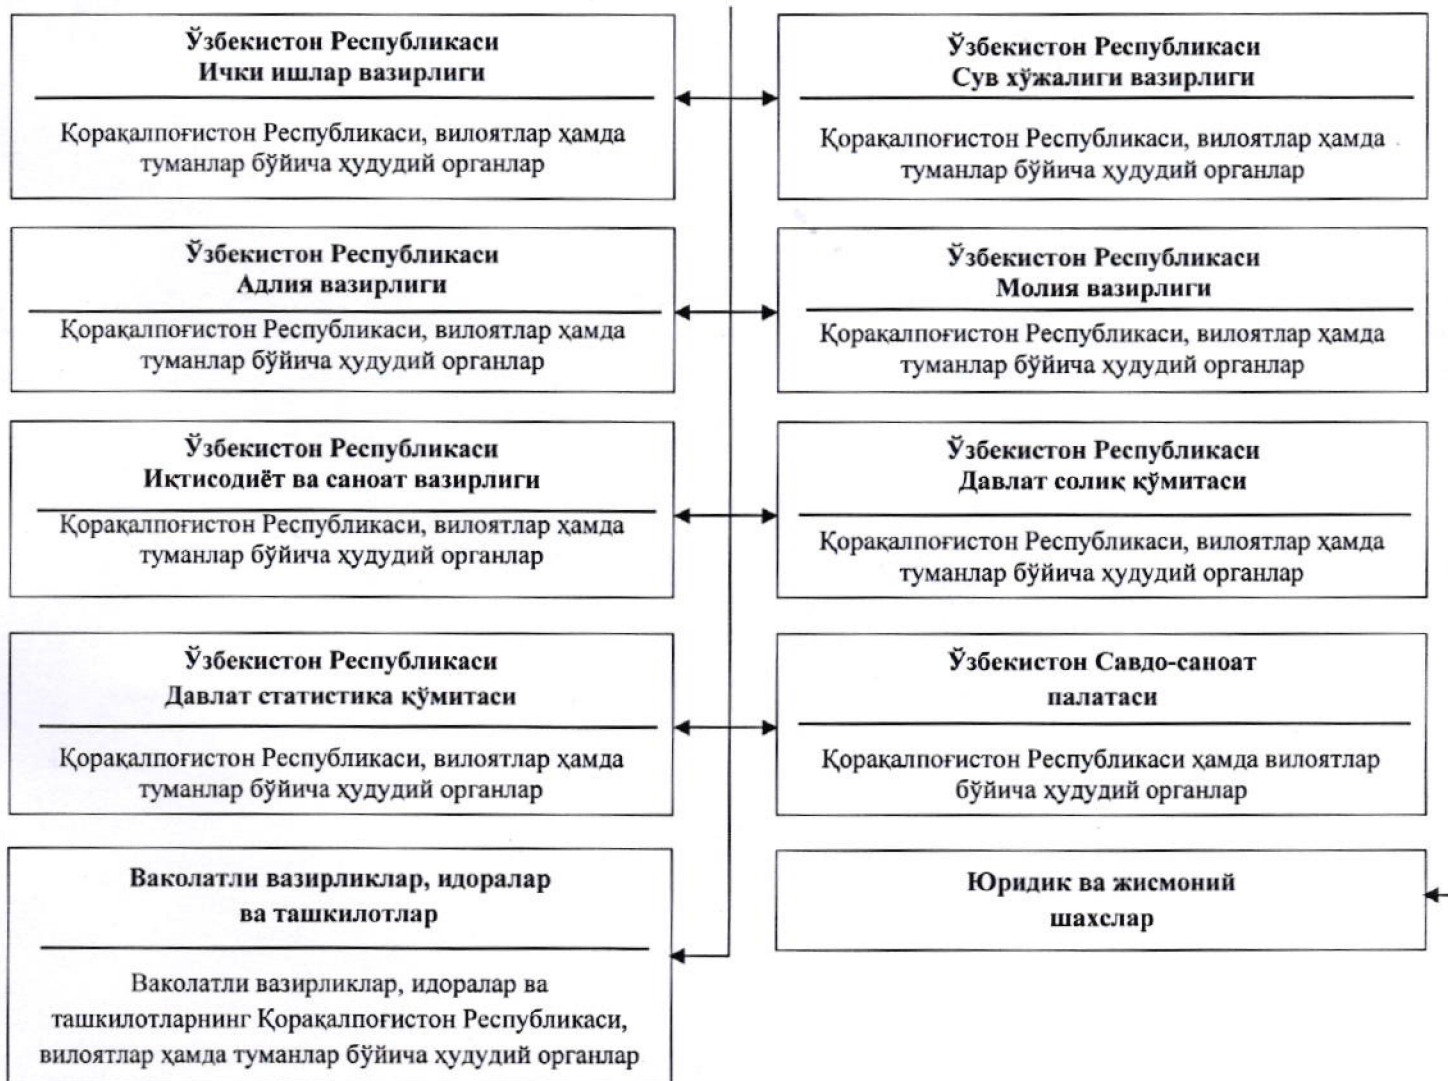 Ўзбекистон Республикаси
Ички ишлар вазирлиги
Қорақалпоғистон Республикаси, вилоятлар ҳамда
туманлар бўйича ҳудудий органлар
Ўзбекистон Республикаси
Сув хўжалиги вазирлиги
Қорақалпоғистон Республикаси, вилоятлар ҳамда
туманлар бўйича ҳудудий органлар
Ўзбекистон Республикаси
Адлия вазирлиги
Қорақалпоғистон Республикаси, вилоятлар ҳамда
туманлар бўйича ҳудудий органлар
Ўзбекистон Республикаси
Молия вазирлиги
Қорақалпоғистон Республикаси, вилоятлар ҳамда
туманлар бўйича ҳудудий органлар
Ўзбекистон Республикаси
Иқтисодиёт ва саноат вазирлиги
Қорақалпоғистон Республикаси, вилоятлар ҳамда
туманлар бўйича ҳудудий органлар
Ўзбекистон Республикаси
Давлат солиқ қўмитаси
Қорақалпоғистон Республикаси, вилоятлар ҳамда
туманлар бўйича ҳудудий органлар
Ўзбекистон Республикаси
Давлат статистика қўмитаси
Қорақалпоғистон Республикаси, вилоятлар ҳамда
туманлар бўйича ҳудудий органлар
Ўзбекистон Савдо-саноат
палатаси
Қорақалпоғистон Республикаси ҳамда вилоятлар
бўйича ҳудудий органлар
Ваколатли вазирликлар, идоралар
ва ташкилотлар
Ваколатли вазирликлар, идоралар ва
ташкилотларнинг Қорақалпоғистон Республикаси,
вилоятлар ҳамда туманлар бўйича ҳудудий органлар
Юридик ва жисмоний
шахслар